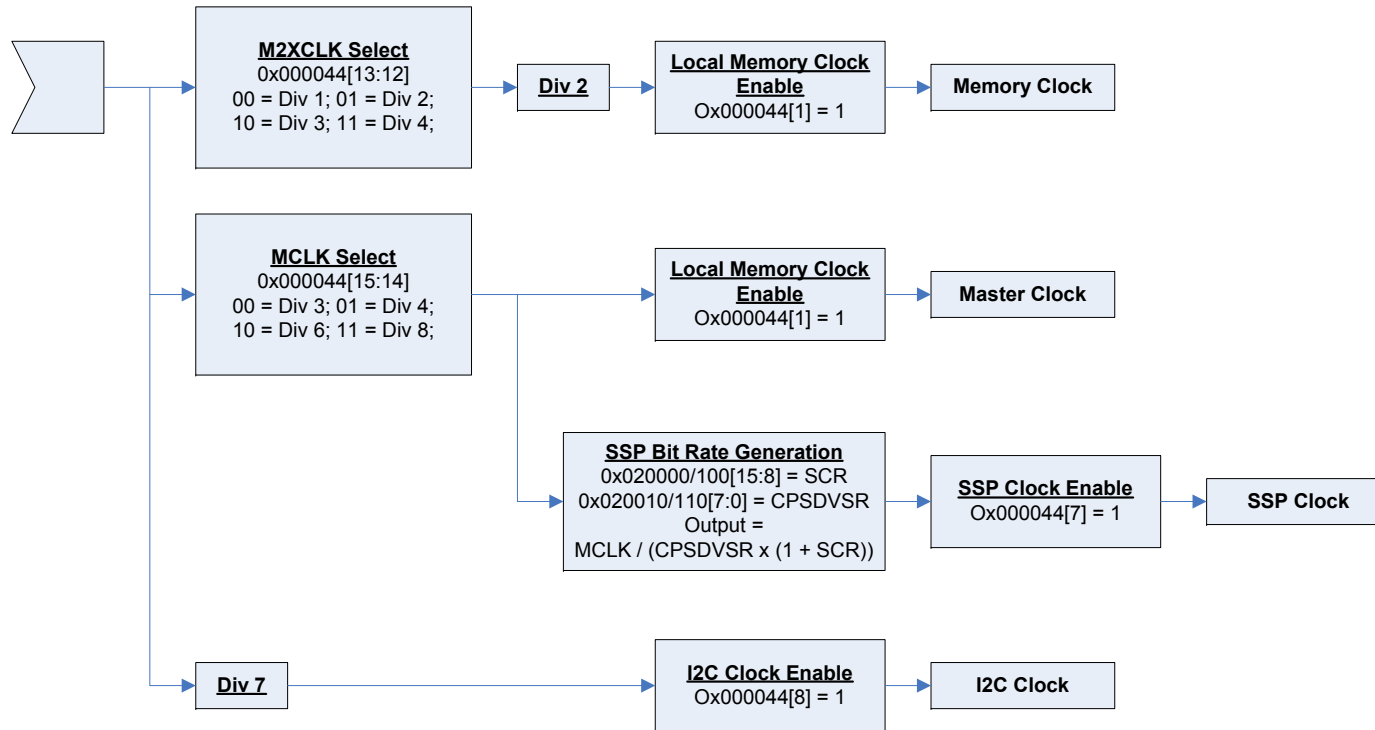 M2XCLK Select
0x000044[13:12]
00 = Div 1; 01 = Div 2;
10 = Div 3; 11 = Div 4;
Div 2
Local Memory Clock
Enable
Ox000044[1] = 1
Memory Clock
MCLK Select
0x000044[15:14]
00 = Div 3; 01 = Div 4;
10 = Div 6; 11 = Div 8;
Local Memory Clock
Enable
Ox000044[1] = 1
Master Clock
SSP Bit Rate Generation
0x020000/100[15:8] = SCR
0x020010/110[7:0] = CPSDVSR
Output =
MCLK / (CPSDVSR x (1 + SCR))
SSP Clock Enable
Ox000044[7] = 1
SSP Clock
Div 7
I2C Clock Enable
Ox000044[8] = 1
I2C Clock